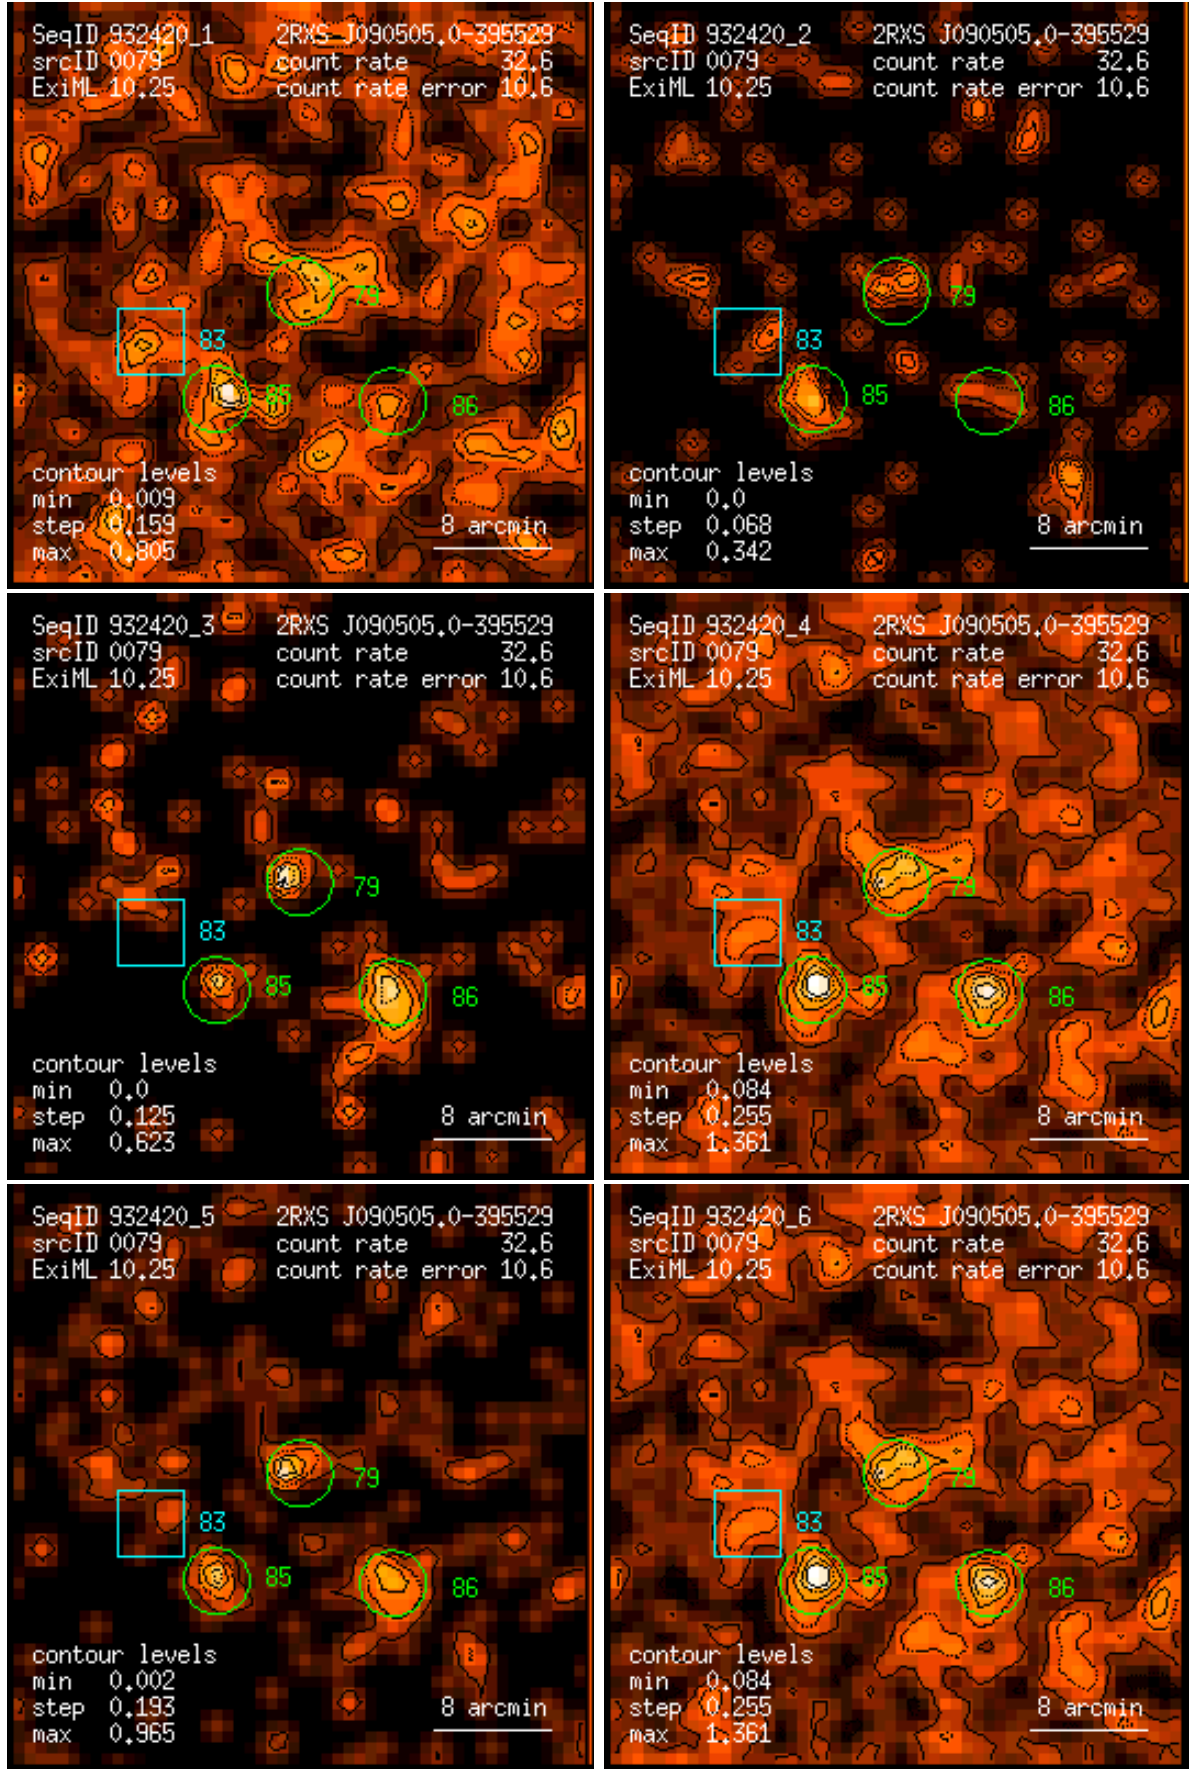 SeqID 932420_1 2RXS J090505.0-395529
srcID 0079 count rate 32.6
ExiML 10.25 count rate error 10.6
79
83
85
86
contour levels
min 0.009
step 0.159 8 arcmin
max 0.805
SeqID 932420_2 2RXS J090505.0-395529
srcID 0079 count rate 32.6
ExiML 10.25 count rate error 10.6
79
83
85
86
contour levels
min 0.0
step 0.068 8 arcmin
max 0.342
SeqID 932420_3 2RXS J090505.0-395529
srcID 0079 count rate 32.6
ExiML 10.25 count rate error 10.6
79
83
85
86
contour levels
min 0.0
step 0.125 8 arcmin
max 0.623
SeqID 932420_4 2RXS J090505.0-395529
srcID 0079 count rate 32.6
ExiML 10.25 count rate error 10.6
79
83
85
86
contour levels
min 0.084
step 0.255 8 arcmin
max 1.361
SeqID 932420_5 2RXS J090505.0-395529
srcID 0079 count rate 32.6
ExiML 10.25 count rate error 10.6
79
83
85
86
contour levels
min 0.002
step 0.193 8 arcmin
max 0.965
SeqID 932420_6 2RXS J090505.0-395529
srcID 0079 count rate 32.6
ExiML 10.25 count rate error 10.6
79
83
85
86
contour levels
min 0.084
step 0.255 8 arcmin
max 1.361